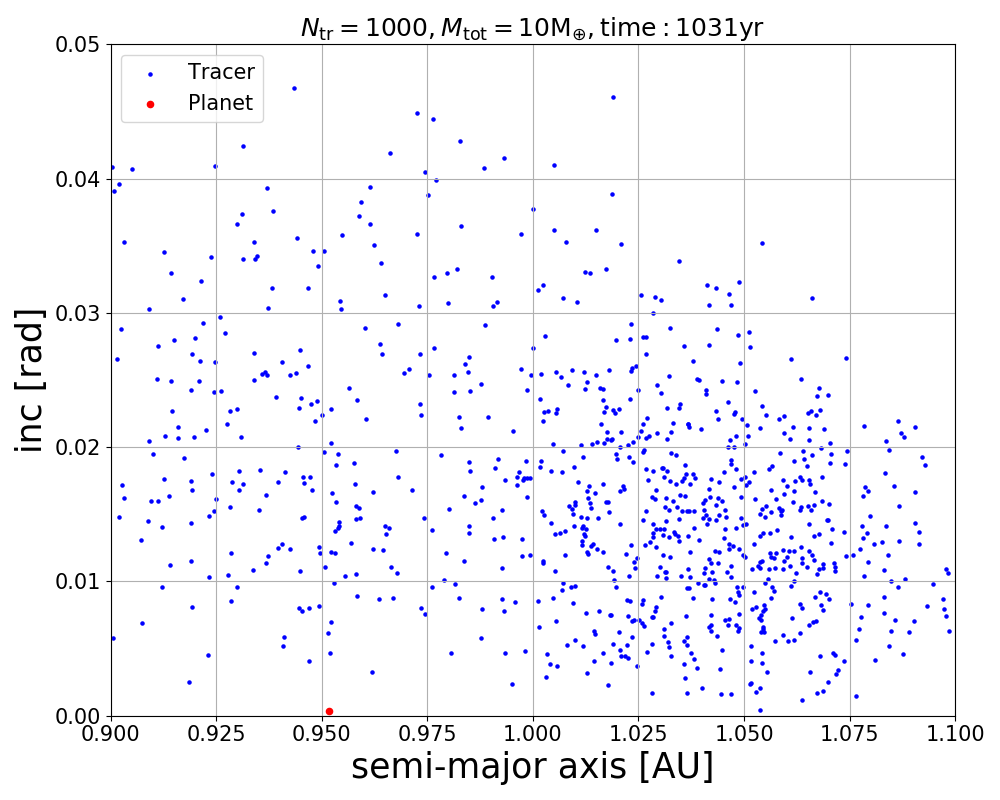 N_tr = 1000, M_tot = 10M_⊕, time : 1031yr
0.05
Tracer
Planet
0.04
0.03
inc [rad]
0.02
0.01
0.00
0.900 0.925 0.950 0.975 1.000 1.025 1.050 1.075 1.100
semi-major axis [AU]